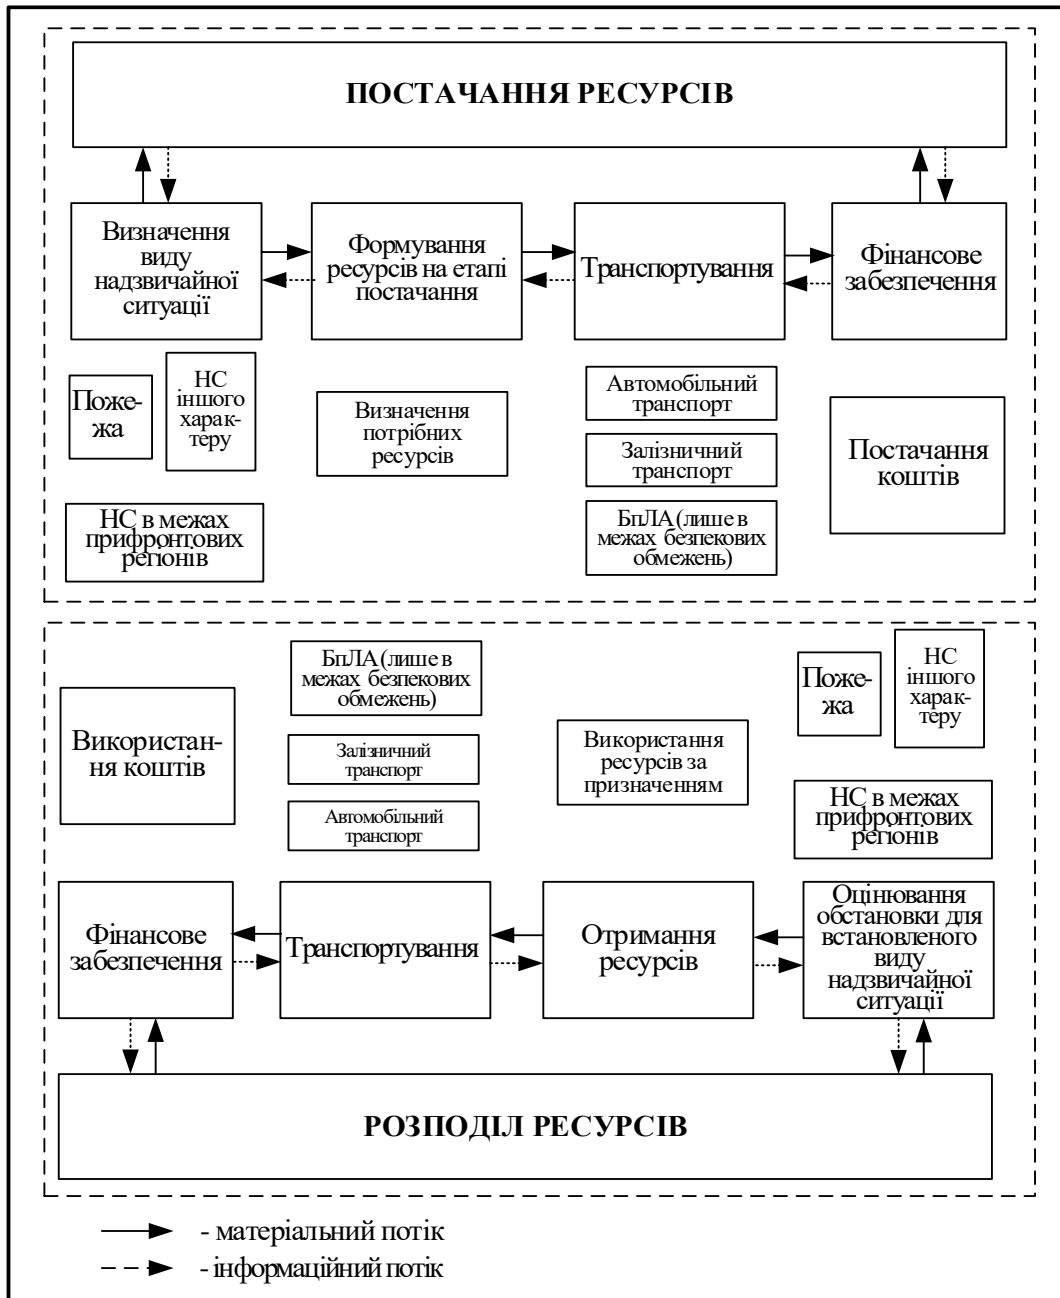 ПОСТАЧАННЯ РЕСУРСІВ
Визначення
виду
надзвичайної
ситуації
Формування
ресурсів на етапі
постачання
Транспортування
Фінансове
забезпечення
Поже-
жа
НС
іншого
харак-
теру
НС в межах
прифронтових
регіонів
Визначення
потрібних
ресурсів
Автомобільний
транспорт
Залізничний
транспорт
БпЛА (лише в
межах безпекових
обмежень)
Постачання
коштів
Використан-
ня коштів
БпЛА (лише в
межах безпекових
обмежень)
Залізничний
транспорт
Автомобільний
транспорт
Використання
ресурсів за
призначенням
Поже-
жа
НС
іншого
харак-
теру
НС в межах
прифронтових
регіонів
Фінансове
забезпечення
Транспортування
Отримання
ресурсів
Оцінювання
обстановки для
встановленого
виду
надзвичайної
ситуації
РОЗПОДІЛ РЕСУРСІВ
- матеріальний потік
- інформаційний потік